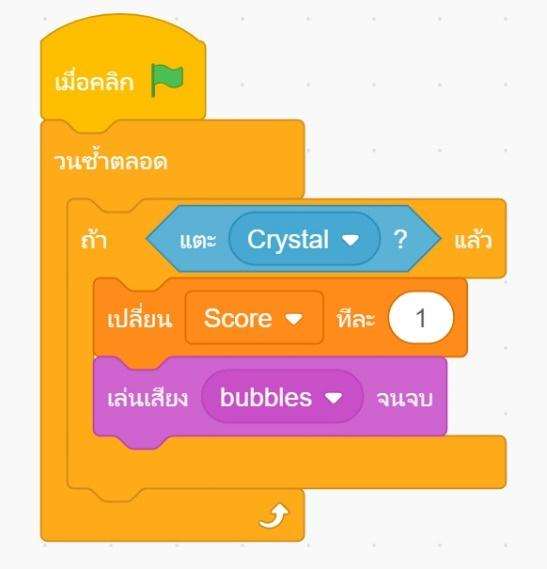 เมื่อคลิก
วนซ้ำตลอด
ถ้า แตะ Crystal ? แล้ว
เปลี่ยน Score ทีละ 1
เล่นเสียง bubbles จนจบ